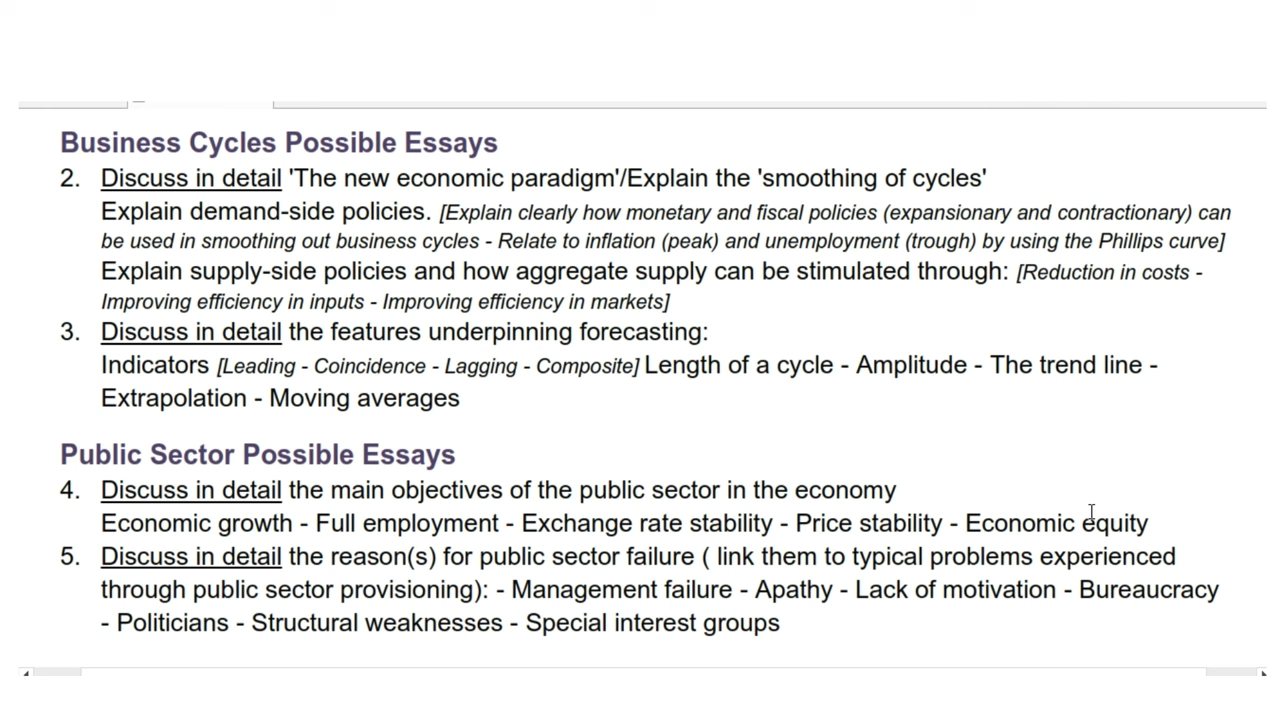 Business Cycles Possible Essays
2. Discuss in detail 'The new economic paradigm'/Explain the 'smoothing of cycles'
Explain demand-side policies. [Explain clearly how monetary and fiscal policies (expansionary and contractionary) can
be used in smoothing out business cycles - Relate to inflation (peak) and unemployment (trough) by using the Phillips curve]
Explain supply-side policies and how aggregate supply can be stimulated through: [Reduction in costs -
Improving efficiency in inputs - Improving efficiency in markets]
3. Discuss in detail the features underpinning forecasting:
Indicators [Leading - Coincidence - Lagging - Composite] Length of a cycle - Amplitude - The trend line -
Extrapolation - Moving averages
Public Sector Possible Essays
4. Discuss in detail the main objectives of the public sector in the economy
Economic growth - Full employment - Exchange rate stability - Price stability - Economic equity
5. Discuss in detail the reason(s) for public sector failure ( link them to typical problems experienced
through public sector provisioning): - Management failure - Apathy - Lack of motivation - Bureaucracy
- Politicians - Structural weaknesses - Special interest groups